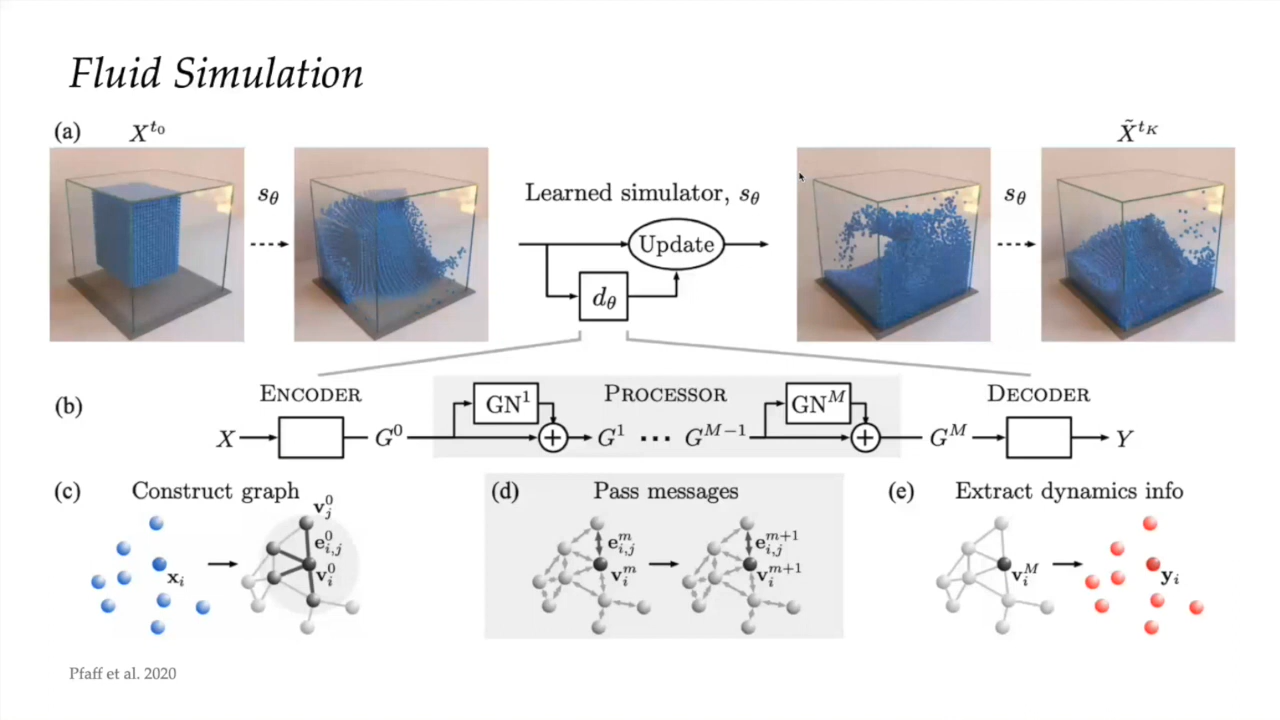 Fluid Simulation
(a) X^{t_0} X̃^{t_K}
s_θ Learned simulator, s_θ s_θ
Update
d_θ
(b) ENCODER PROCESSOR DECODER
GN^1 GN^M
X G^0 + G^1 ··· G^{M−1} + G^M Y
(c) Construct graph (d) Pass messages (e) Extract dynamics info
v_j^0
e_{i,j}^0 e_{i,j}^m e_{i,j}^{m+1}
x_i v_i^0 v_i^m v_i^{m+1} v_i^M y_i
Pfaff et al. 2020